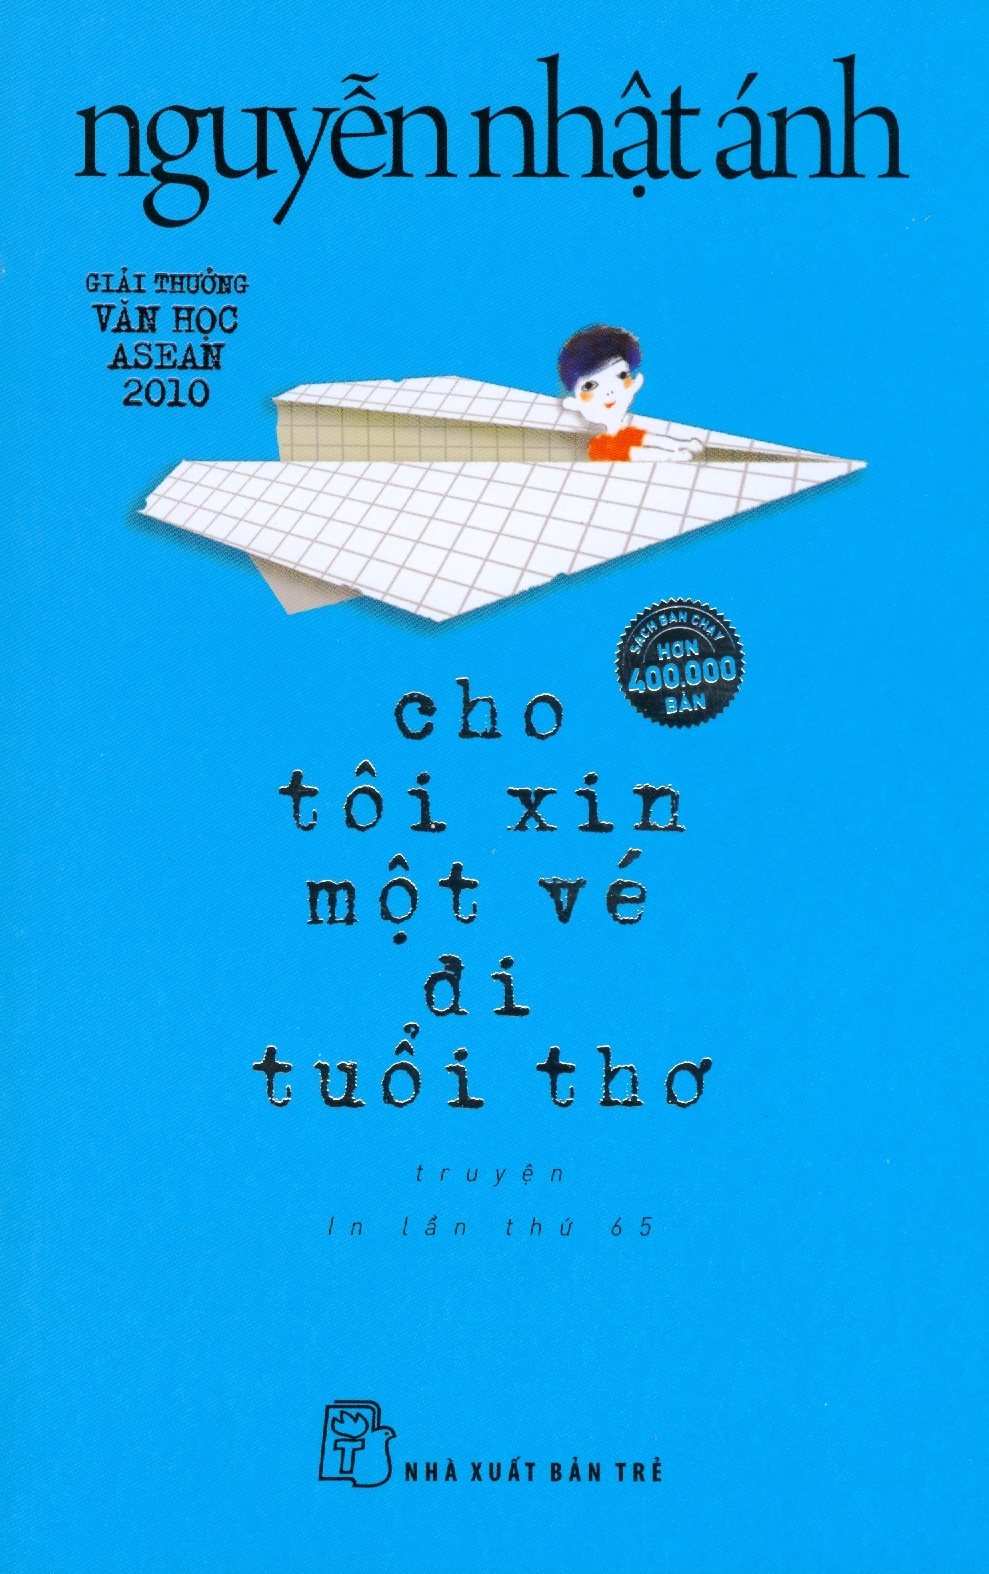 nguyễn nhật ánh
GIẢI THƯỞNG
VĂN HỌC
ASEAN
2010
SÁCH BÁN CHẠY
HƠN
400.000
BẢN
cho
tôi xin
một vé
đi
tuổi thơ
truyện
In lần thứ 65
T
NHÀ XUẤT BẢN TRẺ